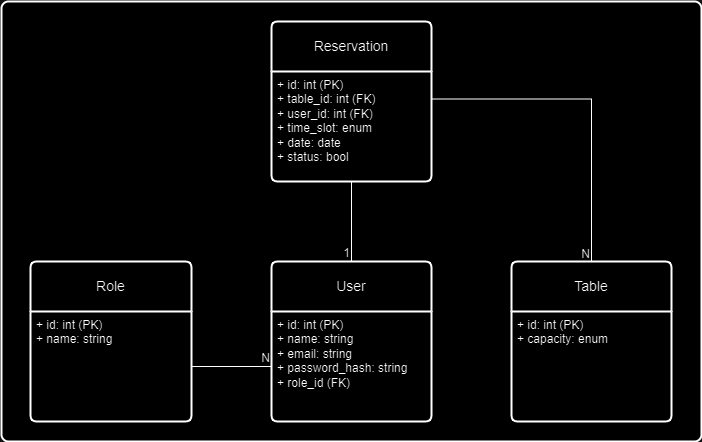 Reservation
+ id: int (PK)
+ table_id: int (FK)
+ user_id: int (FK)
+ time_slot: enum
+ date: date
+ status: bool
1
N
Role
+ id: int (PK)
+ name: string
N
User
+ id: int (PK)
+ name: string
+ email: string
+ password_hash: string
+ role_id (FK)
Table
+ id: int (PK)
+ capacity: enum